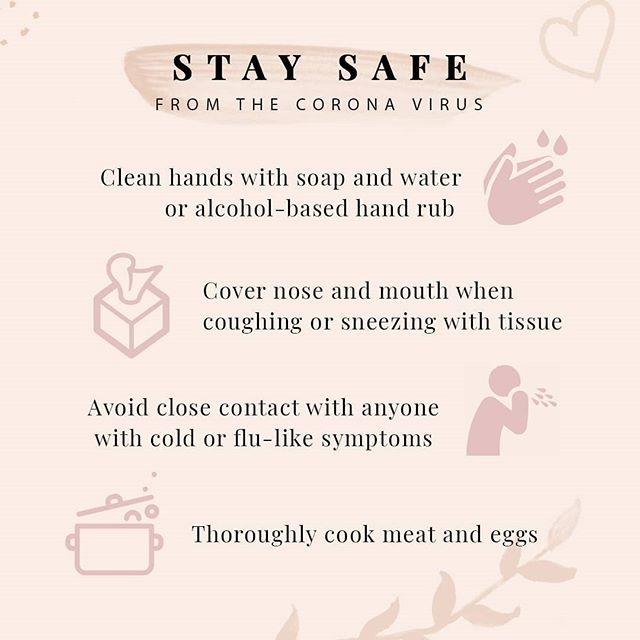 STAY SAFE
FROM THE CORONA VIRUS
Clean hands with soap and water
or alcohol-based hand rub
Cover nose and mouth when
coughing or sneezing with tissue
Avoid close contact with anyone
with cold or flu-like symptoms
Thoroughly cook meat and eggs